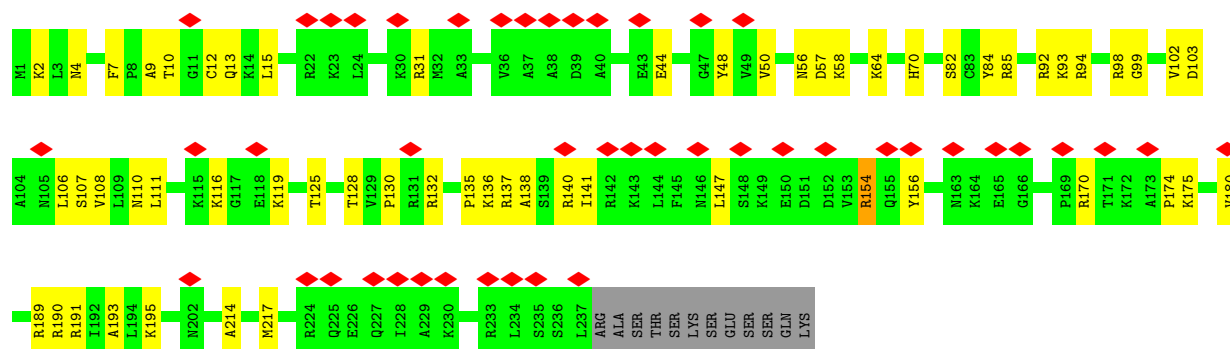 M1 K2 L3 N4 F7 P8 A9 T10 G11 C12 Q13 K14 L15 R22 K23 L24 K30 R31 M32 A33 V36 A37 A38 D39 A40 E43 E44 G47 Y48 V49 V50 N56 D57 K58 K64 H70 S82 C83 Y84 R85 R92 K93 R94 R98 G99 V102 D103
A104 N105 L106 S107 V108 L109 N110 L111 K115 K116 G117 E118 K119 T125 T128 V129 P130 R131 R132 P135 K136 R137 A138 S139 R140 I141 R142 K143 L144 F145 N146 L147 S148 K149 E150 D151 D152 V153 R154 Q155 Y156 N163 K164 E165 G166 P169 R170 T171 K172 A173 P174 K175 V180
R189 R190 R191 I192 A193 L194 K195 N202 A214 M217 R224 Q225 E226 Q227 I228 A229 K230 R233 L234 S235 S236 L237 ARG ALA SER THR SER LYS SER GLU SER SER GLN LYS